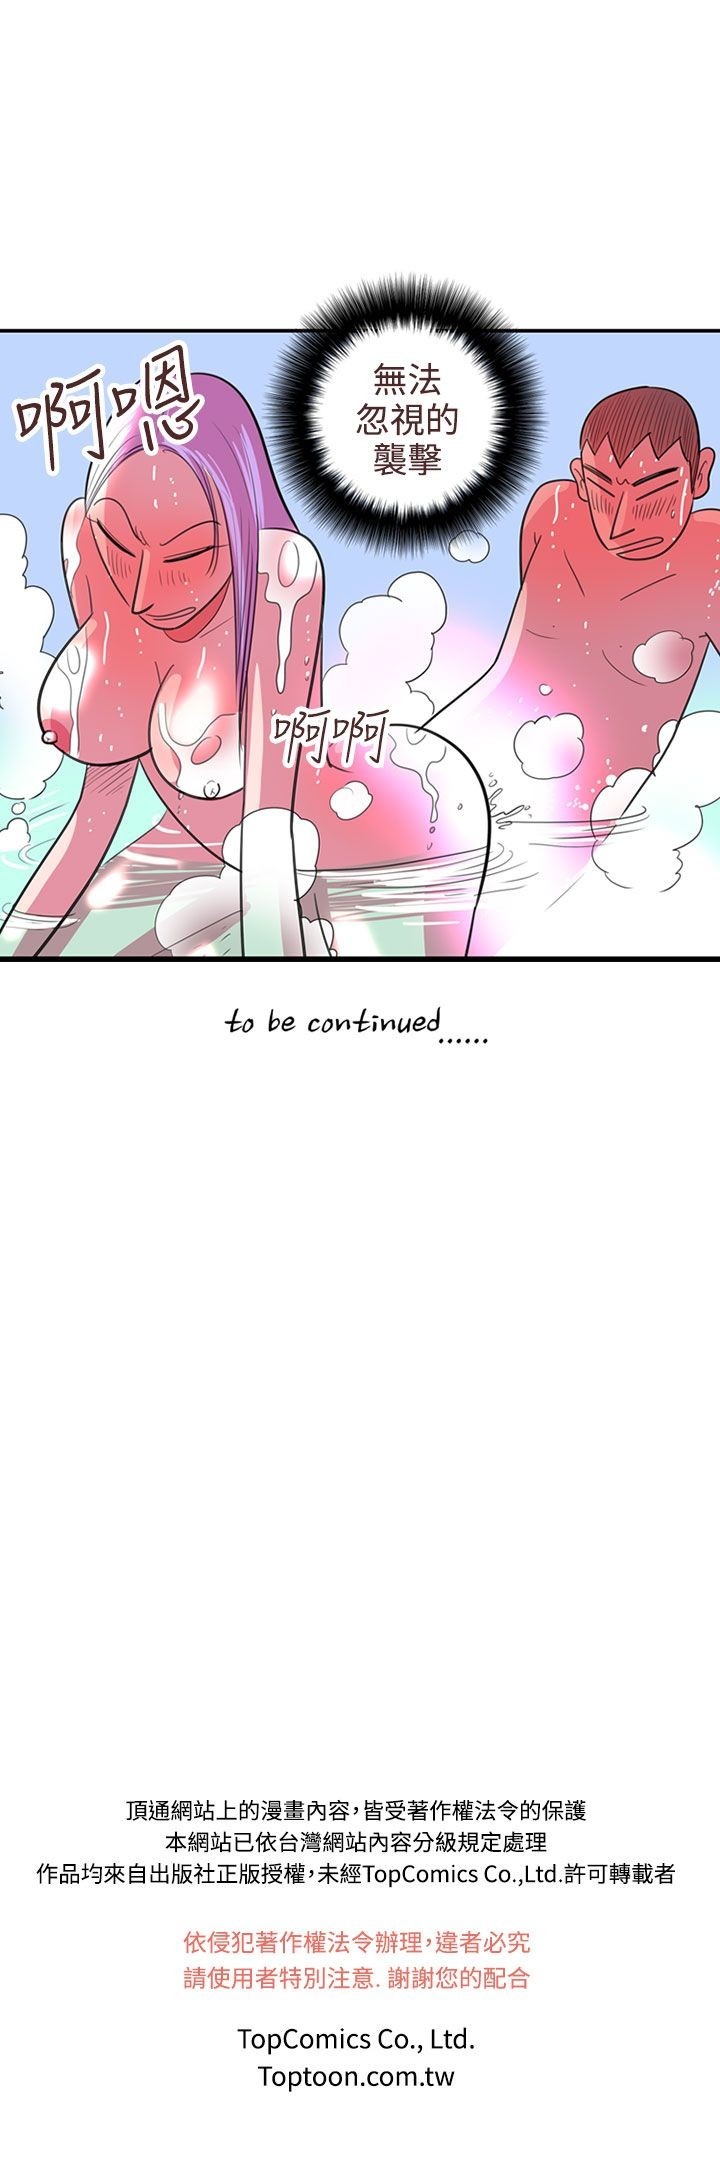 啊嗯
無法
忽視的
襲擊
啊啊
to be continued......
頂通網站上的漫畫內容，皆受著作權法令的保護
本網站已依台灣網站內容分級規定處理
作品均來自出版社正版授權，未經TopComics Co.,Ltd.許可轉載者
依侵犯著作權法令辦理，違者必究
請使用者特別注意. 謝謝您的配合
TopComics Co., Ltd.
Toptoon.com.tw